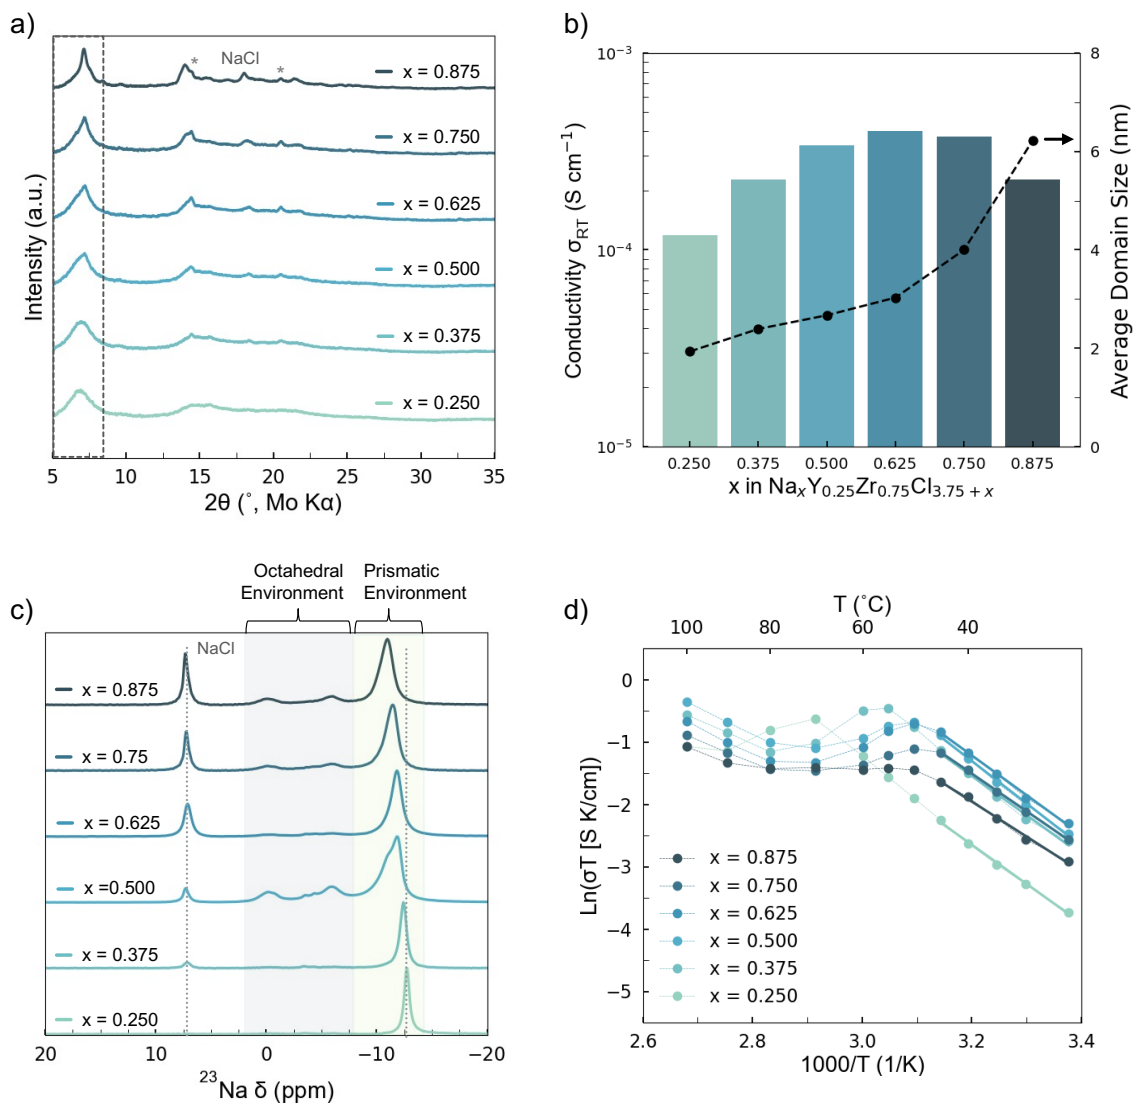 a)
NaCl
*
*
x = 0.875
x = 0.750
x = 0.625
x = 0.500
x = 0.375
x = 0.250
Intensity (a.u.)
5
10
15
20
25
30
35
2θ (°, Mo Kα)
b)
10⁻³
10⁻⁴
10⁻⁵
Conductivity σ_RT (S cm⁻¹)
8
6
4
2
0
Average Domain Size (nm)
0.250
0.375
0.500
0.625
0.750
0.875
x in NaₓY₀.₂₅Zr₀.₇₅Cl₃.₇₅₊ₓ
c)
Octahedral
Environment
Prismatic
Environment
NaCl
x = 0.875
x = 0.75
x = 0.625
x =0.500
x = 0.375
x = 0.250
20
10
0
−10
−20
²³Na δ (ppm)
d)
T (°C)
100
80
60
40
0
−1
−2
−3
−4
−5
Ln(σT [S K/cm])
x = 0.875
x = 0.750
x = 0.625
x = 0.500
x = 0.375
x = 0.250
2.6
2.8
3.0
3.2
3.4
1000/T (1/K)